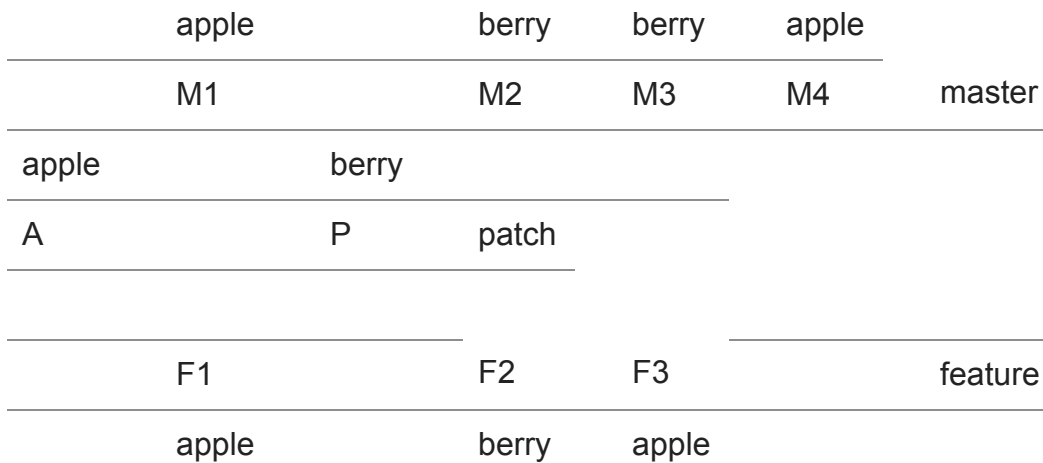 apple berry berry apple
M1 M2 M3 M4 master
apple berry
A P patch
F1 F2 F3 feature
apple berry apple